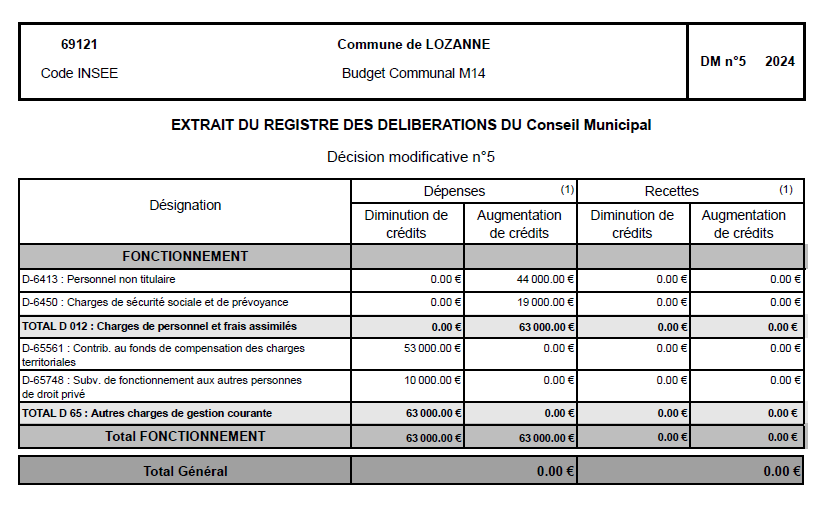 69121 Commune de LOZANNE DM n°5 2024
Code INSEE Budget Communal M14
EXTRAIT DU REGISTRE DES DELIBERATIONS DU Conseil Municipal
Décision modificative n°5
Désignation Dépenses (1) Recettes (1)
Diminution de crédits Augmentation de crédits Diminution de crédits Augmentation de crédits
FONCTIONNEMENT
D-6413 : Personnel non titulaire 0.00 € 44 000.00 € 0.00 € 0.00 €
D-6450 : Charges de sécurité sociale et de prévoyance 0.00 € 19 000.00 € 0.00 € 0.00 €
TOTAL D 012 : Charges de personnel et frais assimilés 0.00 € 63 000.00 € 0.00 € 0.00 €
D-65561 : Contrib. au fonds de compensation des charges 53 000.00 € 0.00 € 0.00 € 0.00 €
territoriales
D-65748 : Subv. de fonctionnement aux autres personnes 10 000.00 € 0.00 € 0.00 € 0.00 €
de droit privé
TOTAL D 65 : Autres charges de gestion courante 63 000.00 € 0.00 € 0.00 € 0.00 €
Total FONCTIONNEMENT 63 000.00 € 63 000.00 € 0.00 € 0.00 €
Total Général 0.00 € 0.00 €